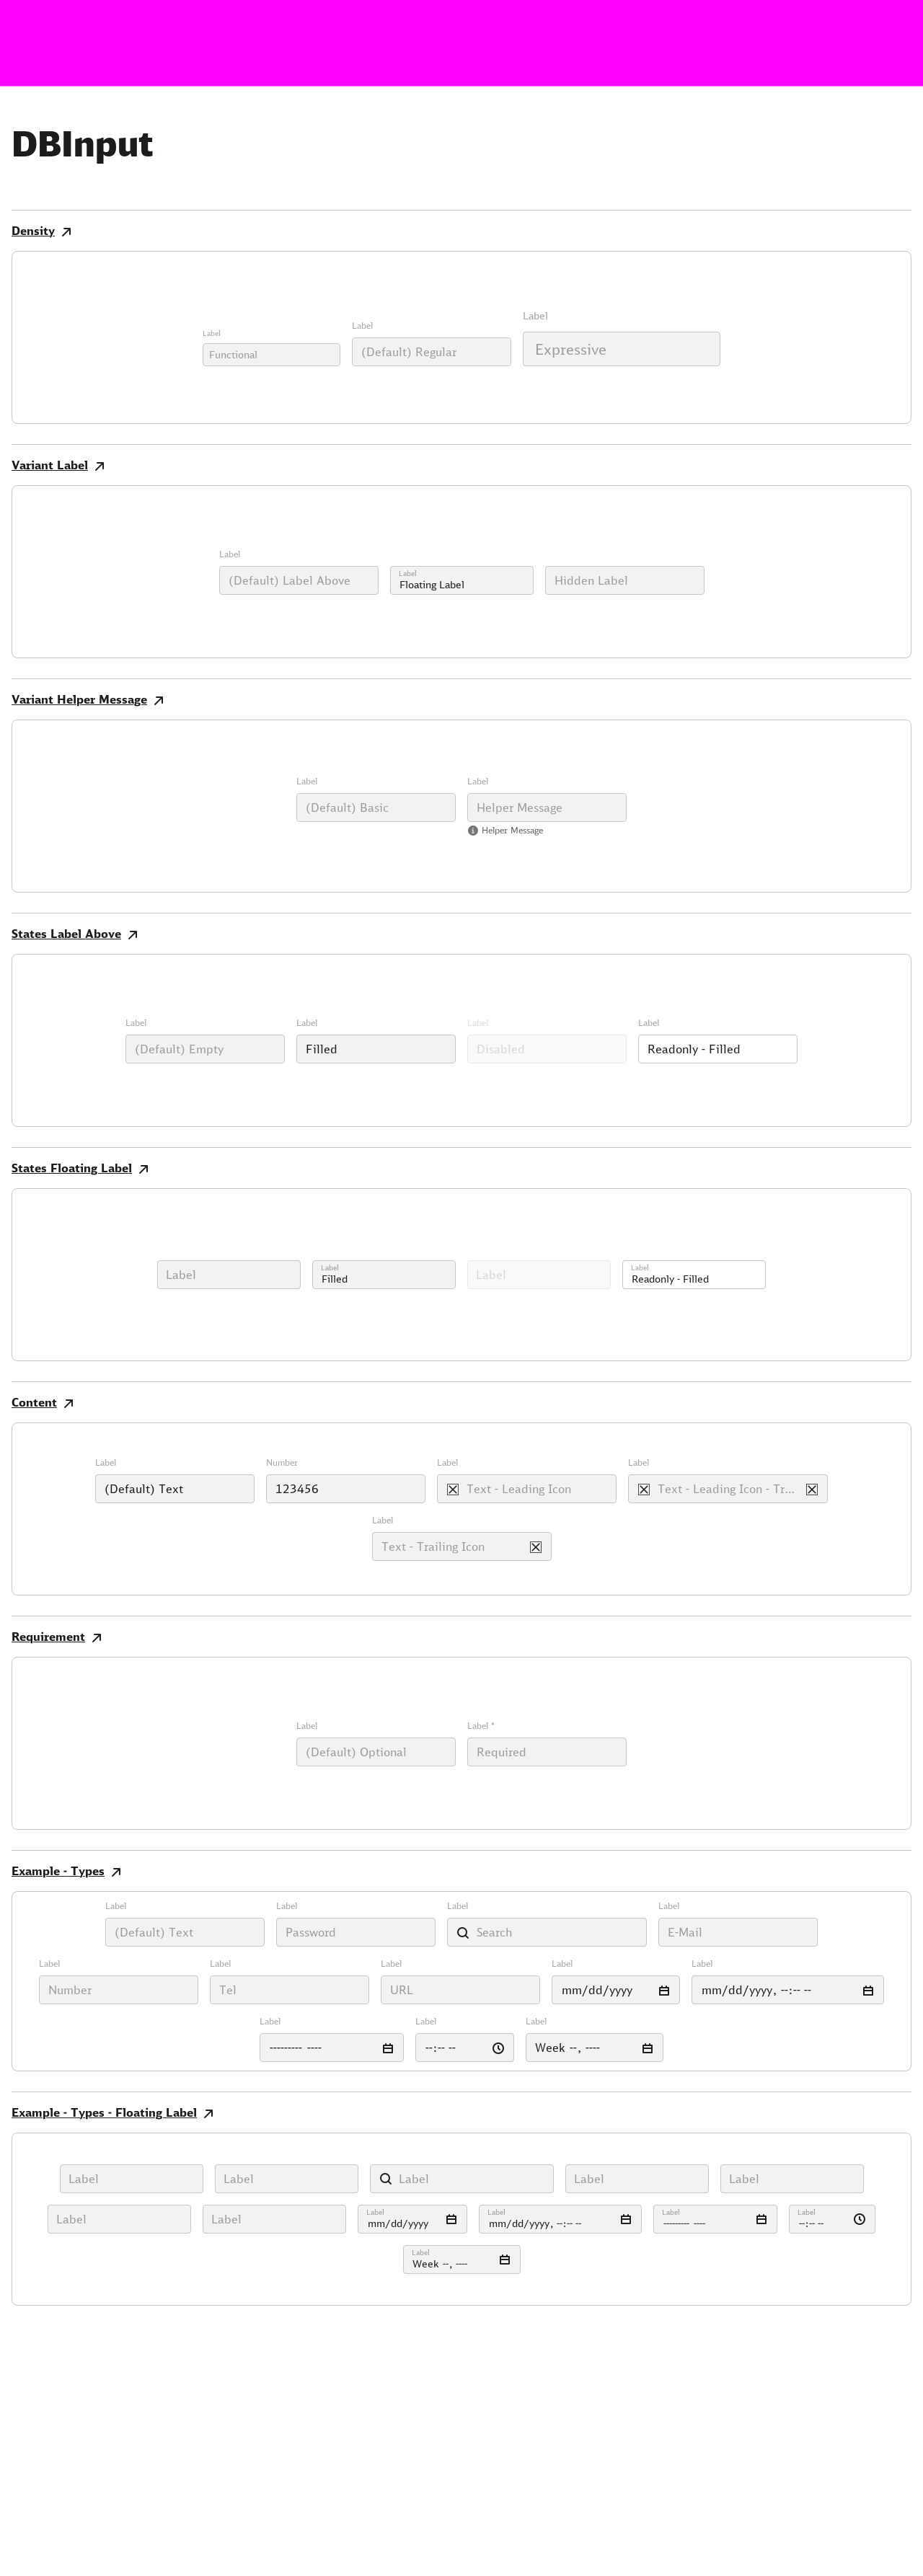 DBInput
Density
Label Label Label
Functional (Default) Regular Expressive
Variant Label
Label
(Default) Label Above Label Floating Label Hidden Label
Variant Helper Message
Label Label
(Default) Basic Helper Message
Helper Message
States Label Above
Label Label Label Label
(Default) Empty Filled Disabled Readonly - Filled
States Floating Label
Label Label Filled Label Label Readonly - Filled
Content
Label Number Label Label
(Default) Text 123456 Text - Leading Icon Text - Leading Icon - Tr...
Label
Text - Trailing Icon
Requirement
Label Label *
(Default) Optional Required
Example - Types
Label Label Label Label
(Default) Text Password Search E-Mail
Label Label Label Label Label
Number Tel URL mm/dd/yyyy mm/dd/yyyy, --:-- --
Label Label Label
--------- ---- --:-- -- Week --, ----
Example - Types - Floating Label
Label Label Label Label Label
Label Label Label mm/dd/yyyy Label mm/dd/yyyy, --:-- -- Label --------- ---- Label --:-- --
Label
Week --, ----